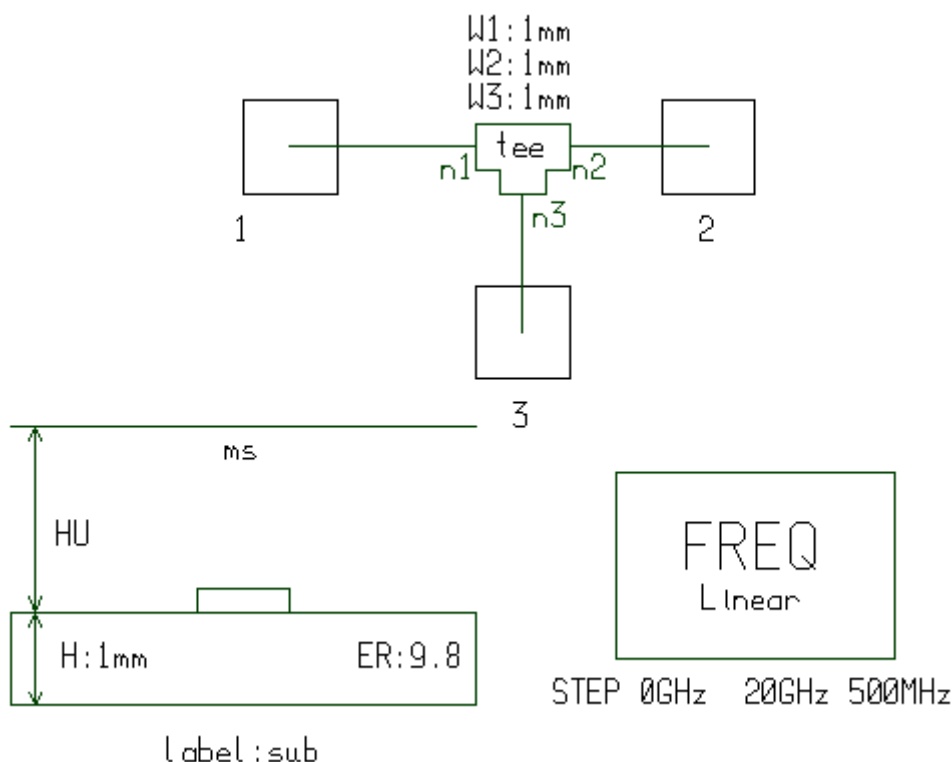 W1:1mm
W2:1mm
W3:1mm
tee
n1
n2
n3
1
2
3
ms
HU
H:1mm ER:9.8
label:sub
FREQ
Linear
STEP 0GHz 20GHz 500MHz